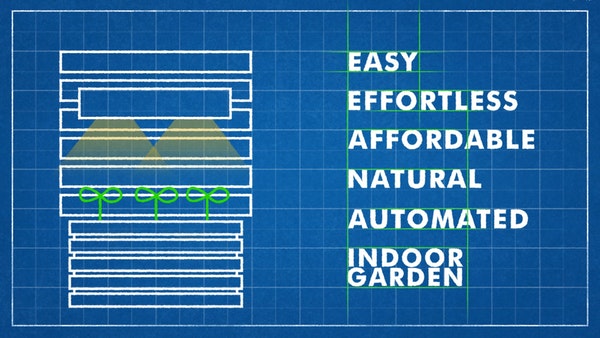 EASY
EFFORTLESS
AFFORDABLE
NATURAL
AUTOMATED
INDOOR
GARDEN